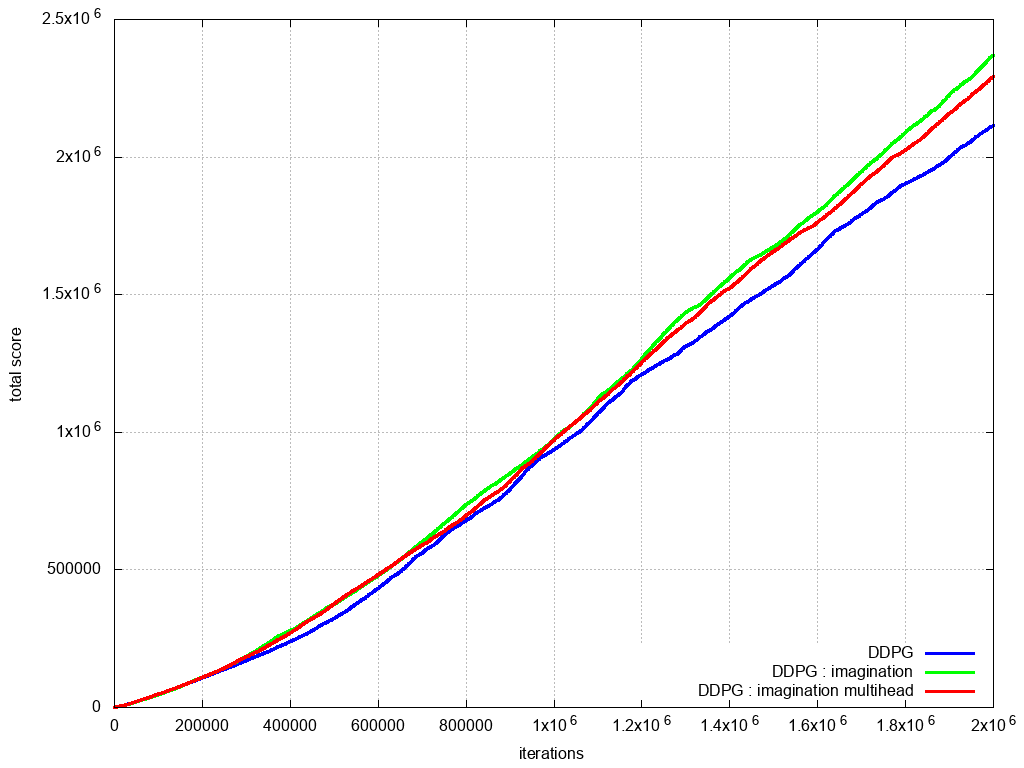 2.5x10^6
2x10^6
1.5x10^6
1x10^6
500000
0
total score
0 200000 400000 600000 800000 1x10^6 1.2x10^6 1.4x10^6 1.6x10^6 1.8x10^6 2x10^6
iterations
DDPG
DDPG : imagination
DDPG : imagination multihead